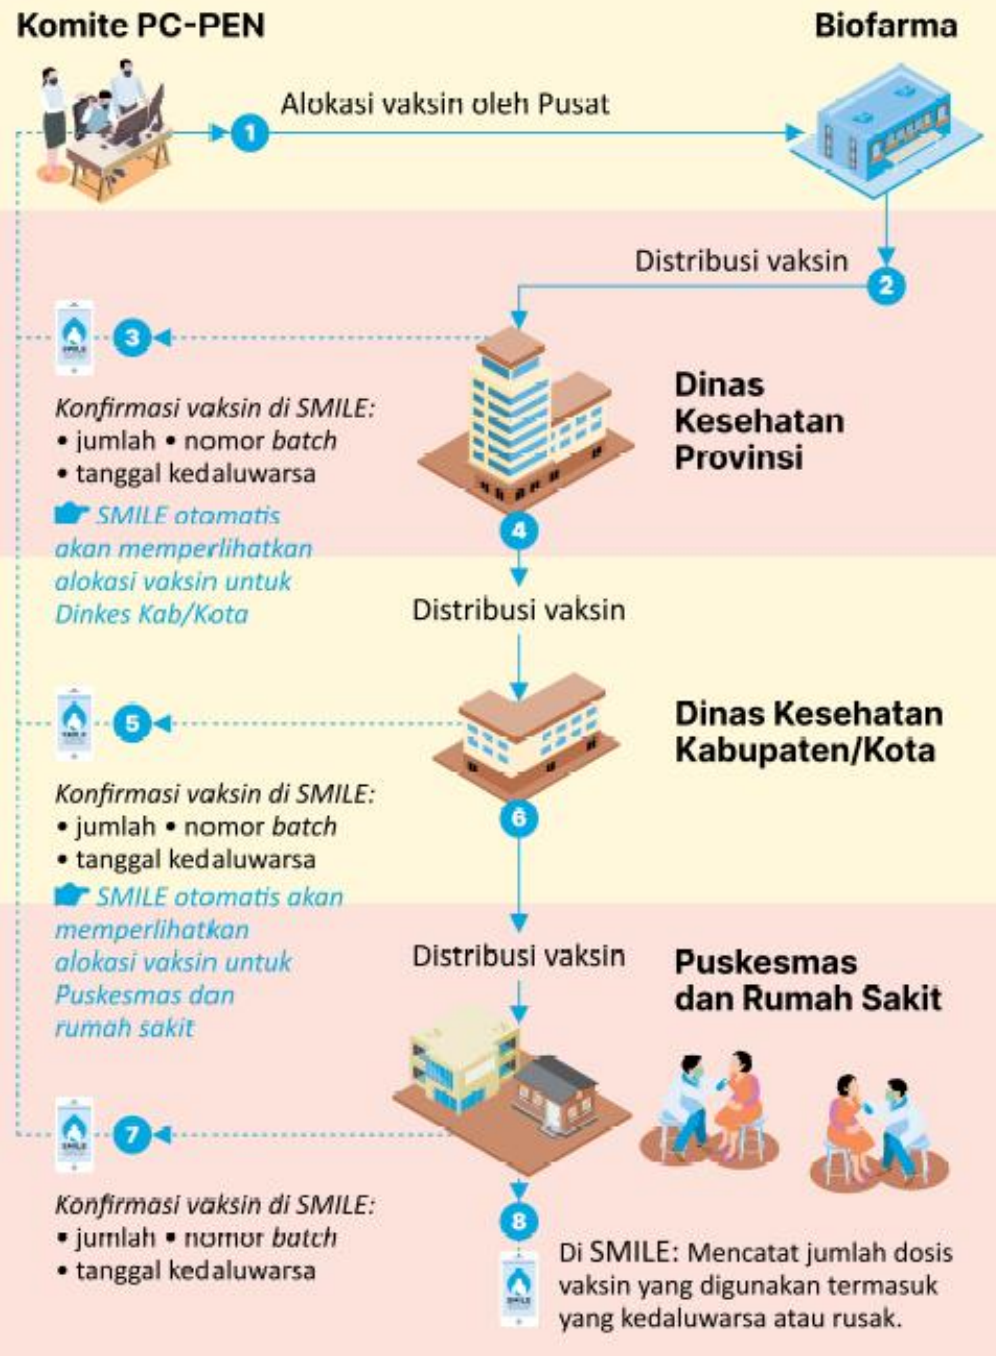 Komite PC-PEN
Biofarma
Alokasi vaksin oleh Pusat
1
Distribusi vaksin
2
3
SMILE
Konfirmasi vaksin di SMILE:
• jumlah • nomor batch
• tanggal kedaluwarsa
SMILE otomatis
akan memperlihatkan
alokasi vaksin untuk
Dinkes Kab/Kota
Dinas
Kesehatan
Provinsi
4
Distribusi vaksin
5
SMILE
Konfirmasi vaksin di SMILE:
• jumlah • nomor batch
• tanggal kedaluwarsa
SMILE otomatis akan
memperlihatkan
alokasi vaksin untuk
Puskesmas dan
rumah sakit
Dinas Kesehatan
Kabupaten/Kota
6
Distribusi vaksin
Puskesmas
dan Rumah Sakit
7
SMILE
Konfirmasi vaksin di SMILE:
• jumlah • nomor batch
• tanggal kedaluwarsa
8
SMILE
Di SMILE: Mencatat jumlah dosis
vaksin yang digunakan termasuk
yang kedaluwarsa atau rusak.